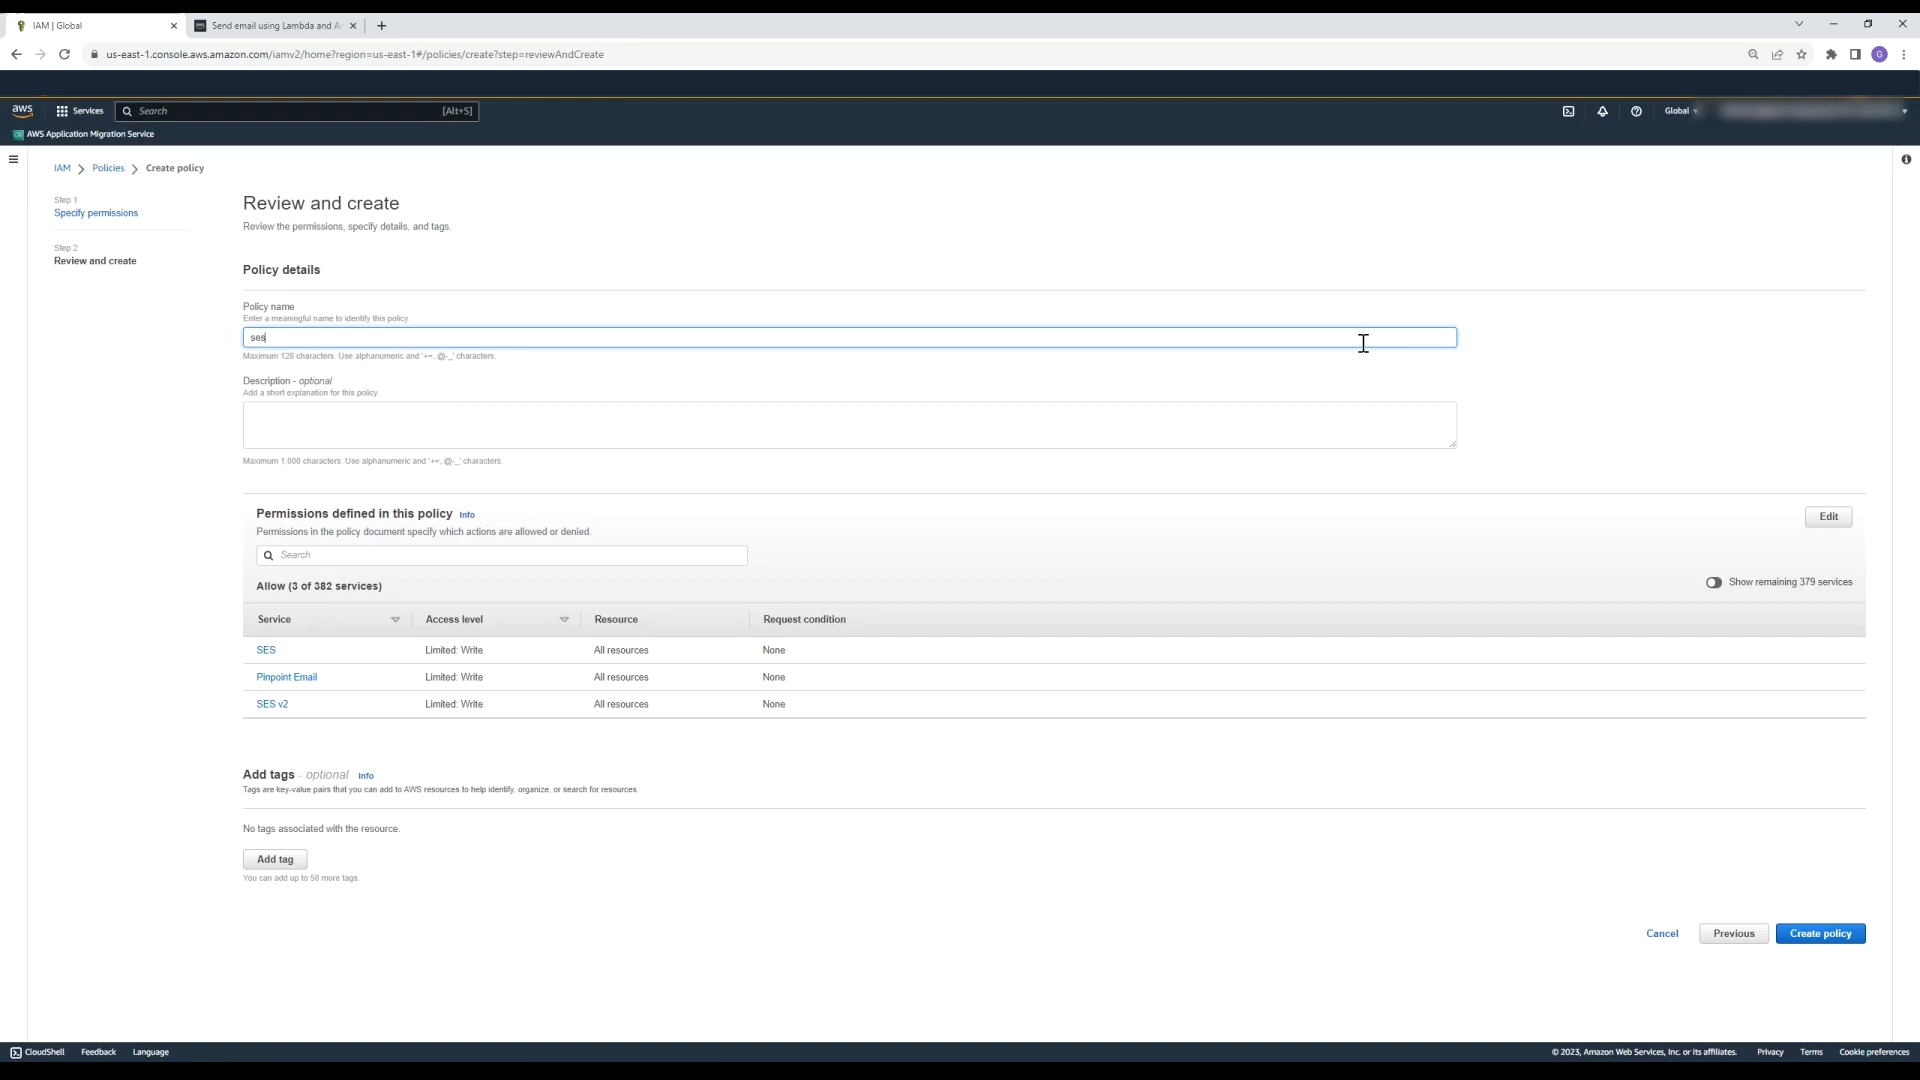 IAM | Global
Send email using Lambda and A
us-east-1.console.aws.amazon.com/iamv2/home?region=us-east-1#/policies/create?step=reviewAndCreate
G
aws
Services
Search
[Alt+S]
Global
AWS Application Migration Service
IAM
Policies
Create policy
Step 1
Specify permissions
Step 2
Review and create
Review and create
Review the permissions, specify details, and tags.
Policy details
Policy name
Enter a meaningful name to identify this policy.
ses
Maximum 128 characters. Use alphanumeric and '+=,.@-_' characters.
Description - optional
Add a short explanation for this policy.
Maximum 1,000 characters. Use alphanumeric and '+=,.@-_' characters.
Permissions defined in this policy Info
Permissions in the policy document specify which actions are allowed or denied.
Edit
Search
Allow (3 of 382 services)
Show remaining 379 services
Service Access level Resource Request condition
SES Limited: Write All resources None
Pinpoint Email Limited: Write All resources None
SES v2 Limited: Write All resources None
Add tags - optional Info
Tags are key-value pairs that you can add to AWS resources to help identify, organize, or search for resources.
No tags associated with the resource.
Add tag
You can add up to 50 more tags.
Cancel
Previous
Create policy
CloudShell
Feedback
Language
© 2023, Amazon Web Services, Inc. or its affiliates.
Privacy
Terms
Cookie preferences